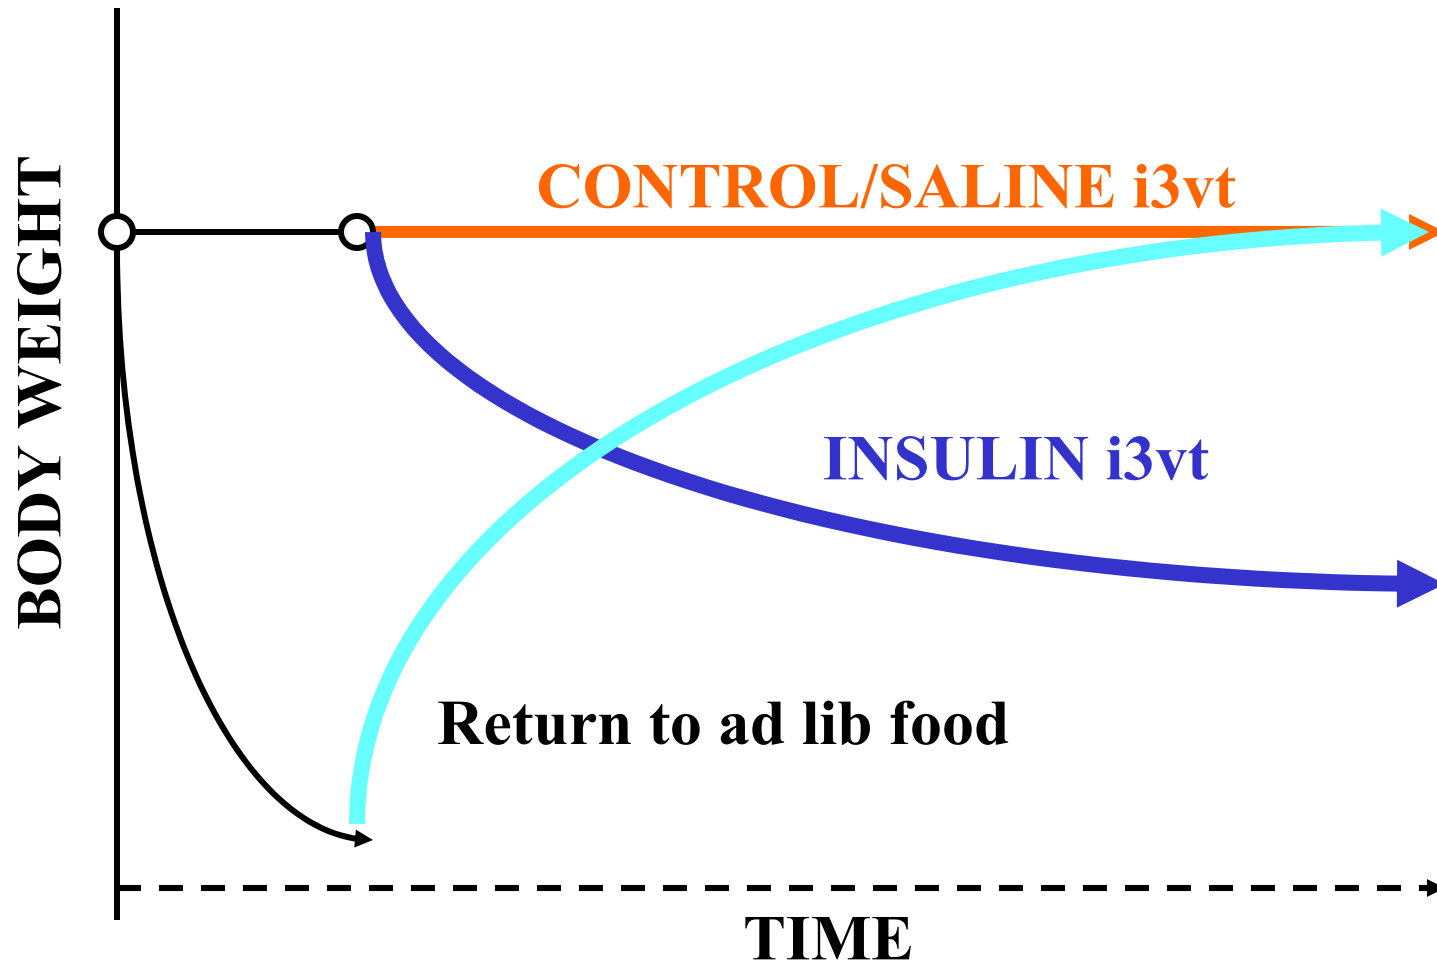 BODY WEIGHT
CONTROL/SALINE i3vt
INSULIN i3vt
Return to ad lib food
TIME